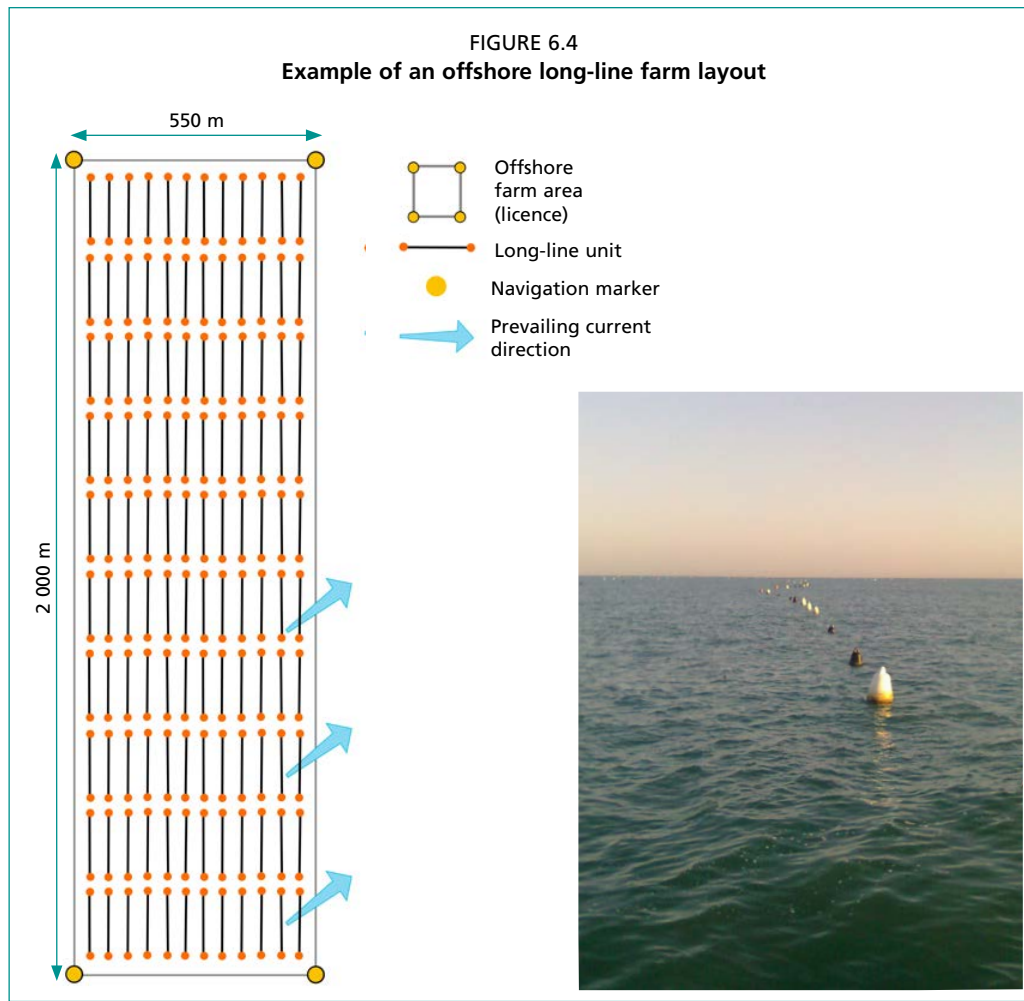 FIGURE 6.4
Example of an offshore long-line farm layout
550 m
2 000 m
Offshore
farm area
(licence)
Long-line unit
Navigation marker
Prevailing current
direction